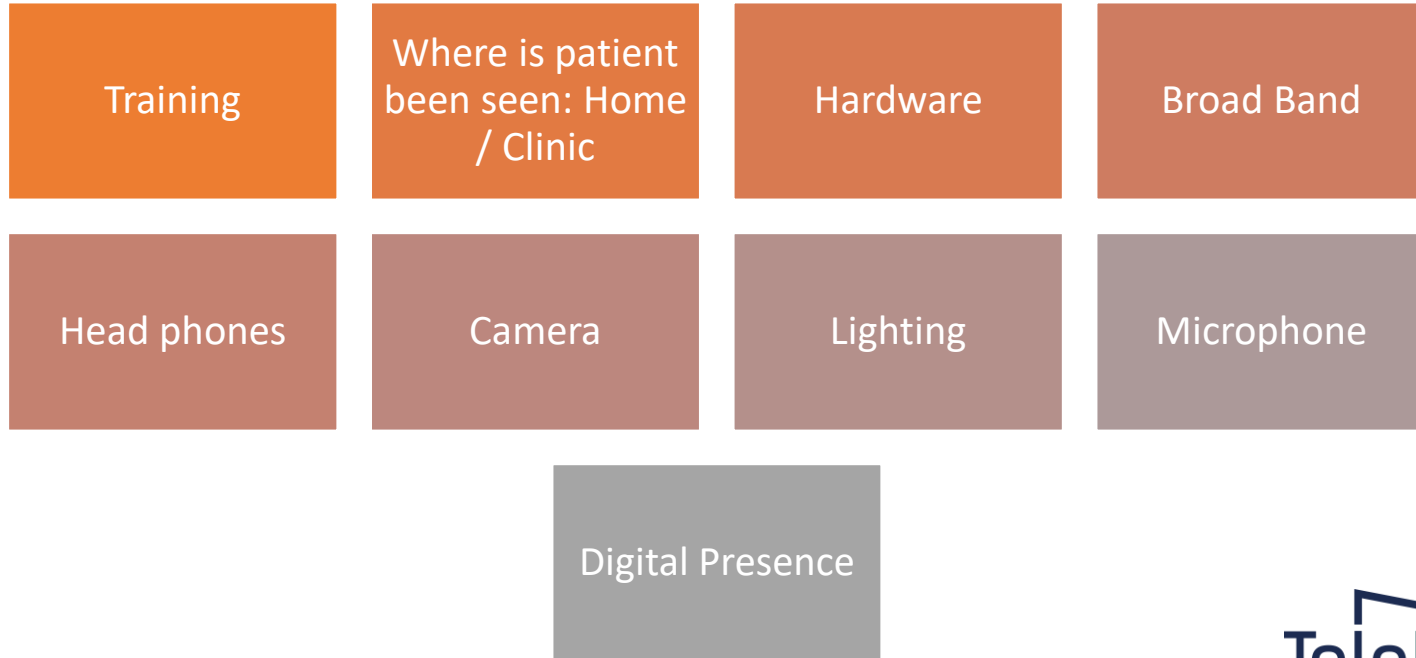 Training
Where is patient
been seen: Home
/ Clinic
Hardware
Broad Band
Head phones
Camera
Lighting
Microphone
Digital Presence